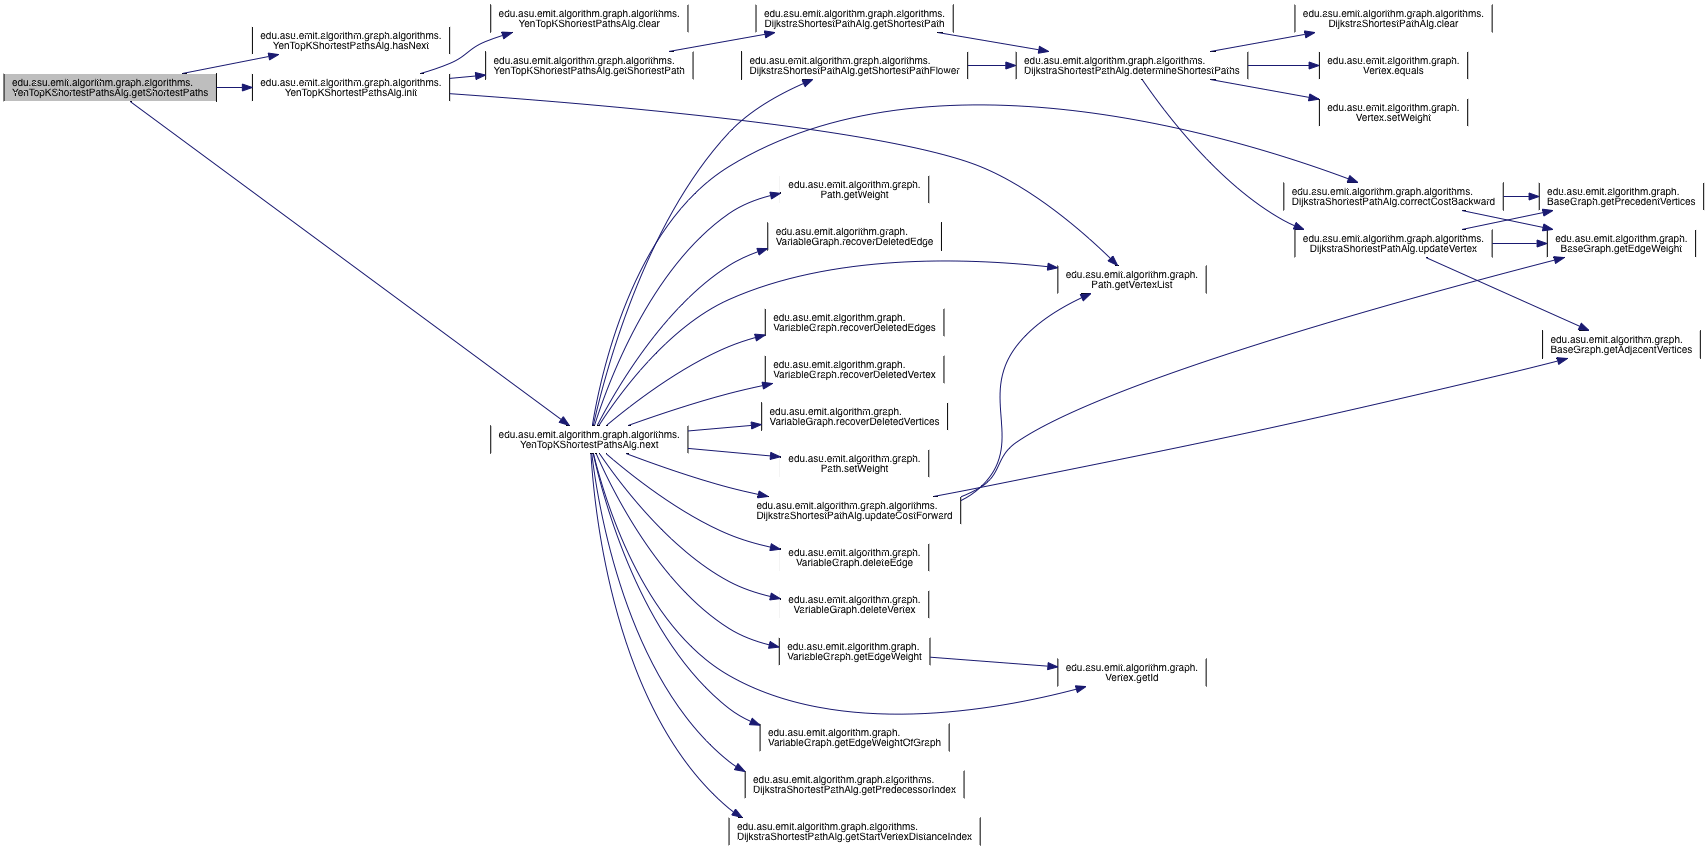 edu.asu.emit.algorithm.graph.algorithms.
YenTopKShortestPathsAlg.getShortestPaths
edu.asu.emit.algorithm.graph.algorithms.
YenTopKShortestPathsAlg.hasNext
edu.asu.emit.algorithm.graph.algorithms.
YenTopKShortestPathsAlg.init
edu.asu.emit.algorithm.graph.algorithms.
YenTopKShortestPathsAlg.clear
edu.asu.emit.algorithm.graph.algorithms.
YenTopKShortestPathsAlg.getShortestPath
edu.asu.emit.algorithm.graph.algorithms.
YenTopKShortestPathsAlg.next
edu.asu.emit.algorithm.graph.algorithms.
DijkstraShortestPathAlg.getShortestPath
edu.asu.emit.algorithm.graph.algorithms.
DijkstraShortestPathAlg.getShortestPathFlower
edu.asu.emit.algorithm.graph.
Path.getWeight
edu.asu.emit.algorithm.graph.
VariableGraph.recoverDeletedEdge
edu.asu.emit.algorithm.graph.
VariableGraph.recoverDeletedEdges
edu.asu.emit.algorithm.graph.
VariableGraph.recoverDeletedVertex
edu.asu.emit.algorithm.graph.
VariableGraph.recoverDeletedVertices
edu.asu.emit.algorithm.graph.
Path.setWeight
edu.asu.emit.algorithm.graph.algorithms.
DijkstraShortestPathAlg.updateCostForward
edu.asu.emit.algorithm.graph.
VariableGraph.deleteEdge
edu.asu.emit.algorithm.graph.
VariableGraph.deleteVertex
edu.asu.emit.algorithm.graph.
VariableGraph.getEdgeWeight
edu.asu.emit.algorithm.graph.
VariableGraph.getEdgeWeightOfGraph
edu.asu.emit.algorithm.graph.algorithms.
DijkstraShortestPathAlg.getPredecessorIndex
edu.asu.emit.algorithm.graph.algorithms.
DijkstraShortestPathAlg.getStartVertexDistanceIndex
edu.asu.emit.algorithm.graph.algorithms.
DijkstraShortestPathAlg.determineShortestPaths
edu.asu.emit.algorithm.graph.
Path.getVertexList
edu.asu.emit.algorithm.graph.
Vertex.getId
edu.asu.emit.algorithm.graph.algorithms.
DijkstraShortestPathAlg.clear
edu.asu.emit.algorithm.graph.
Vertex.equals
edu.asu.emit.algorithm.graph.
Vertex.setWeight
edu.asu.emit.algorithm.graph.algorithms.
DijkstraShortestPathAlg.correctCostBackward
edu.asu.emit.algorithm.graph.algorithms.
DijkstraShortestPathAlg.updateVertex
edu.asu.emit.algorithm.graph.
BaseGraph.getPrecedentVertices
edu.asu.emit.algorithm.graph.
BaseGraph.getEdgeWeight
edu.asu.emit.algorithm.graph.
BaseGraph.getAdjacentVertices